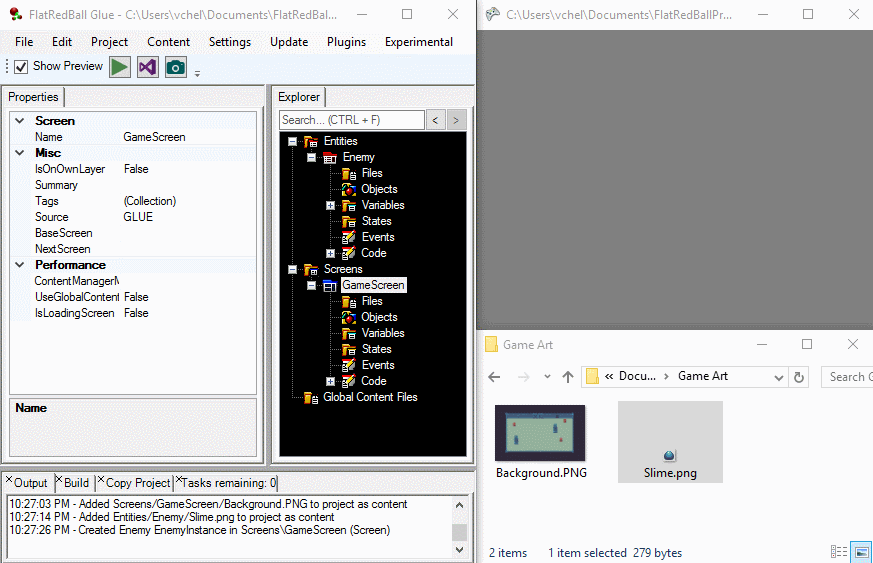 FlatRedBall Glue - C:\Users\vchel\Documents\FlatRedBal...
File Edit Project Content Settings Update Plugins Experimental
Show Preview
Properties
Screen
Name GameScreen
Misc
IsOnOwnLayer False
Summary
Tags (Collection)
Source GLUE
BaseScreen
NextScreen
Performance
ContentManagerM
UseGlobalContent False
IsLoadingScreen False
Name
Explorer
Search... (CTRL + F) < >
Entities
Enemy
Files
Objects
Variables
States
Events
Code
Screens
GameScreen
Files
Objects
Variables
States
Events
Code
Global Content Files
Output Build Copy Project Tasks remaining: 0
10:27:03 PM - Added Screens/GameScreen/Background.PNG to project as content
10:27:14 PM - Added Entities/Enemy/Slime.png to project as content
10:27:26 PM - Created Enemy EnemyInstance in Screens\GameScreen (Screen)
C:\Users\vchel\Documents\FlatRedBallPr...
Game Art
« Docu... > Game Art
Search G
Background.PNG
Slime.png
2 items 1 item selected 279 bytes